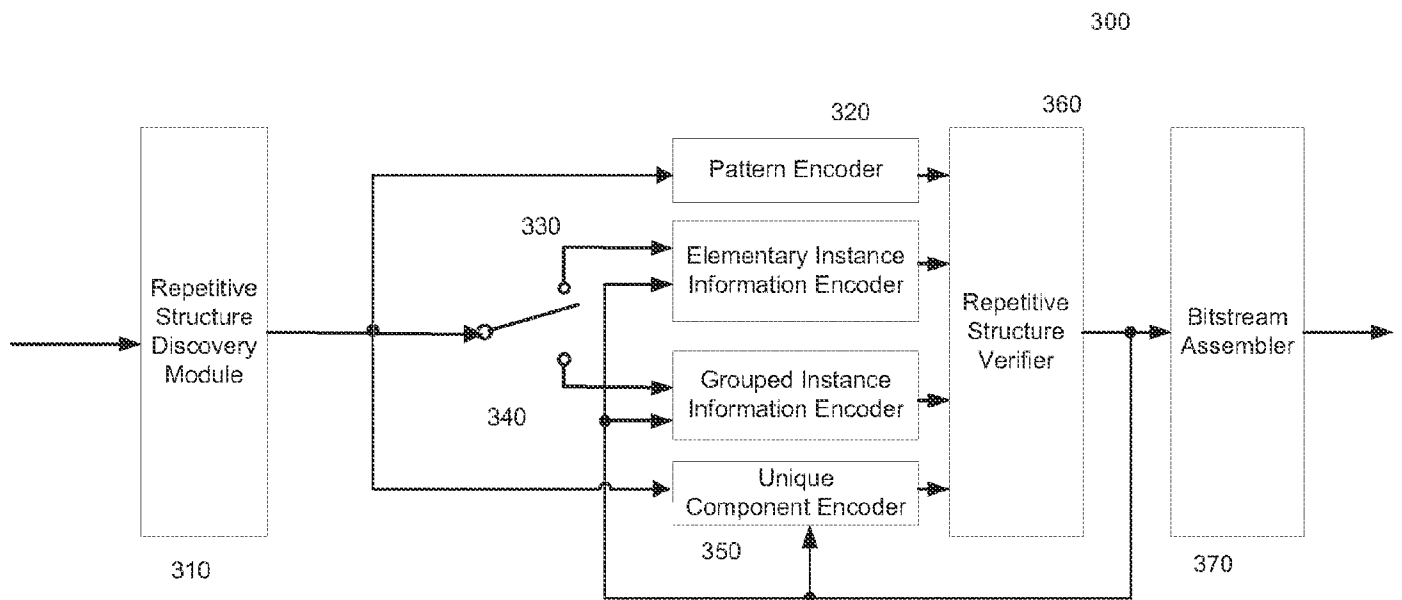 300
320
360
Pattern Encoder
330
Elementary Instance
Information Encoder
Repetitive
Structure
Discovery
Module
Repetitive
Structure
Verifier
Bitstream
Assembler
Grouped Instance
Information Encoder
340
Unique
Component Encoder
350
310
370